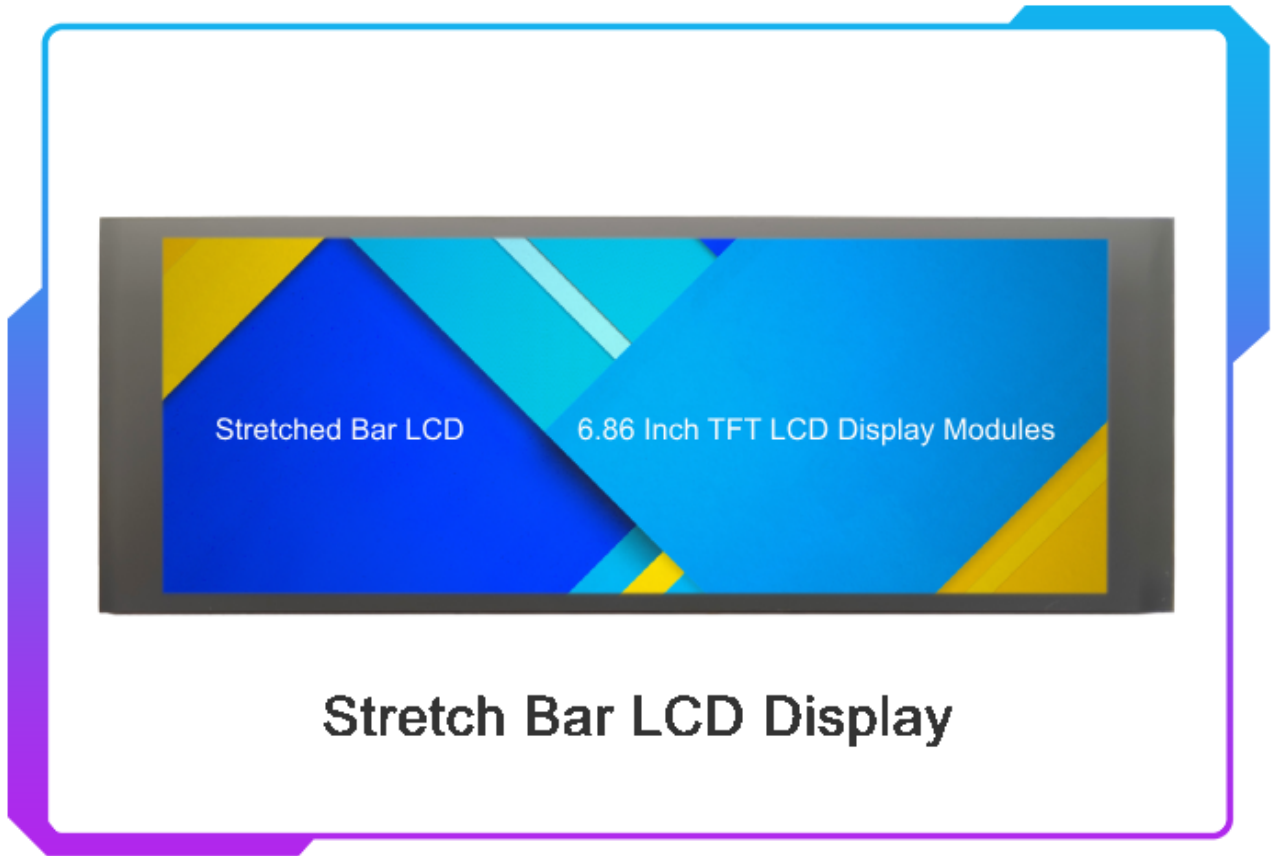 Stretched Bar LCD
6.86 Inch TFT LCD Display Modules
Stretch Bar LCD Display